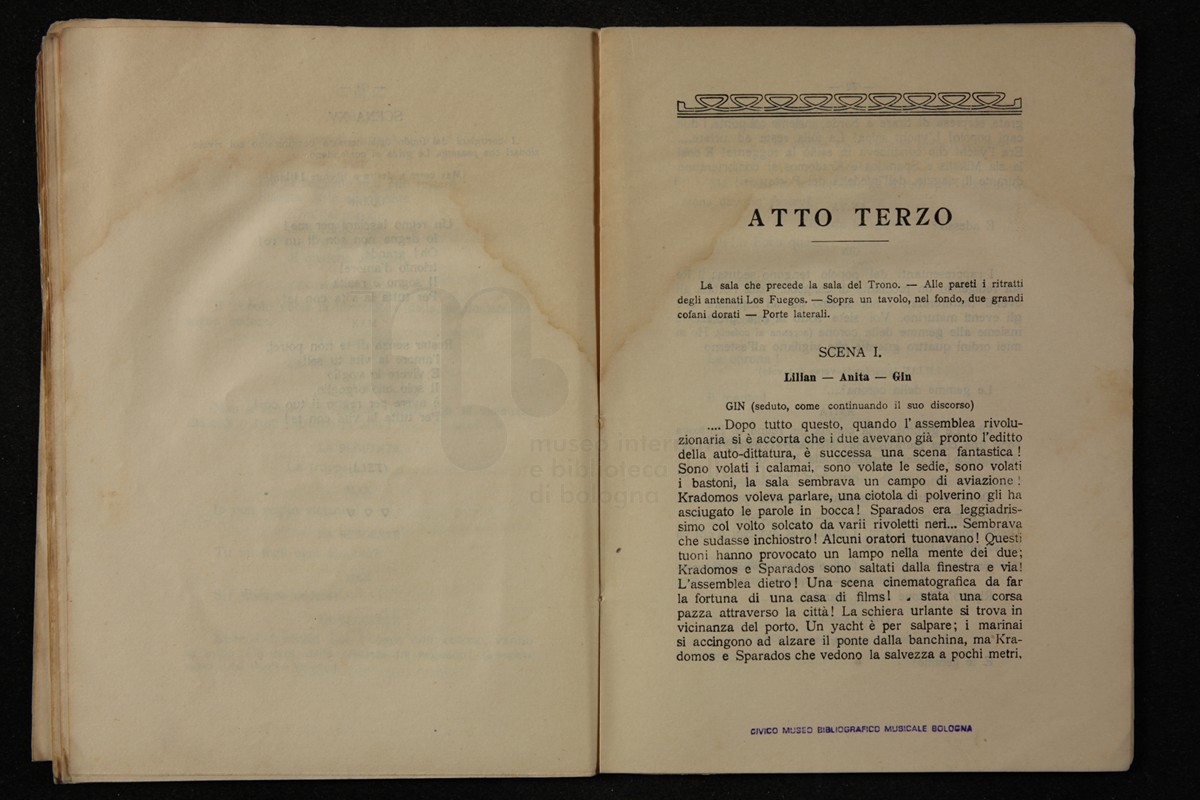 ATTO TERZO
La sala che precede la sala del Trono. — Alle pareti i ritratti
degli antenati Los Fuegos. — Sopra un tavolo, nel fondo, due grandi
cofani dorati — Porte laterali.
SCENA I.
Lilian — Anita — Gin
GIN (seduto, come continuando il suo discorso)
.... Dopo tutto questo, quando l'assemblea rivolu-
zionaria si è accorta che i due avevano già pronto l'editto
della auto-dittatura, è successa una scena fantastica!
Sono volati i calamai, sono volate le sedie, sono volati
i bastoni, la sala sembrava un campo di aviazione!
Kradomos voleva parlare, una ciotola di polverino gli ha
asciugato le parole in bocca! Sparados era leggiadris-
simo col volto solcato da varii rivoletti neri... Sembrava
che sudasse inchiostro! Alcuni oratori tuonavano! Questi
tuoni hanno provocato un lampo nella mente dei due;
Kradomos e Sparados sono saltati dalla finestra e via!
L'assemblea dietro! Una scena cinematografica da far
la fortuna di una casa di films! stata una corsa
pazza attraverso la città! La schiera urlante si trova in
vicinanza del porto. Un yacht è per salpare; i marinai
si accingono ad alzare il ponte dalla banchina, ma Kra-
domos e Sparados che vedono la salvezza a pochi metri,
CIVICO MUSEO BIBLIOGRAFICO MUSICALE BOLOGNA
museo inter
e biblioteca
di bologna